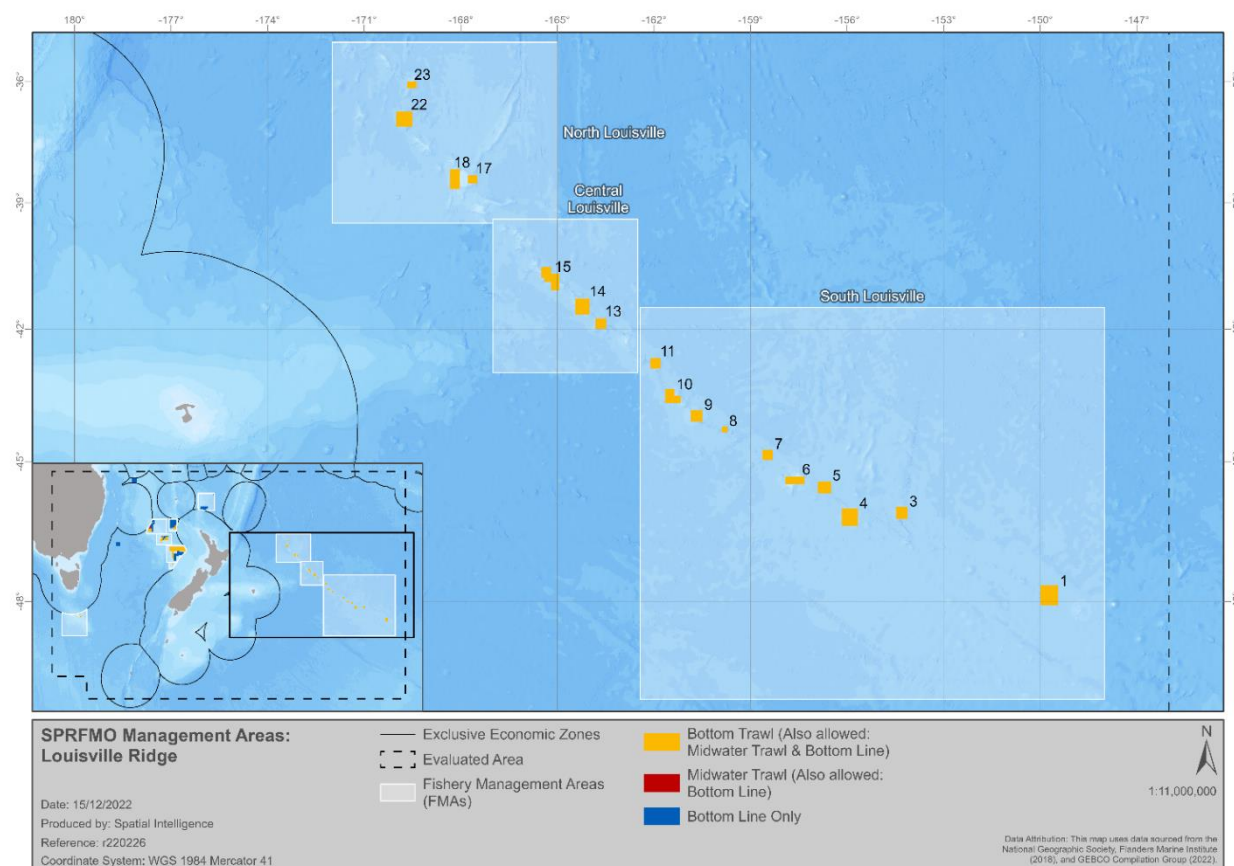 180°
-177°
-174°
-171°
-168°
-165°
-162°
-159°
-156°
-153°
-150°
-147°
-36°
-39°
-42°
-45°
-48°
23
22
18
17
North Louisville
Central
Louisville
15
14
13
South Louisville
11
10
9
8
7
6
5
4
3
1
SPRFMO Management Areas:
Louisville Ridge
Date: 15/12/2022
Produced by: Spatial Intelligence
Reference: r220226
Coordinate System: WGS 1984 Mercator 41
Exclusive Economic Zones
Evaluated Area
Fishery Management Areas
(FMAs)
Bottom Trawl (Also allowed:
Midwater Trawl & Bottom Line)
Midwater Trawl (Also allowed:
Bottom Line)
Bottom Line Only
N
1:11,000,000
Data Attribution: This map uses data sourced from the
National Geographic Society, Flanders Marine Institute
(2018), and GEBCO Compilation Group (2022).